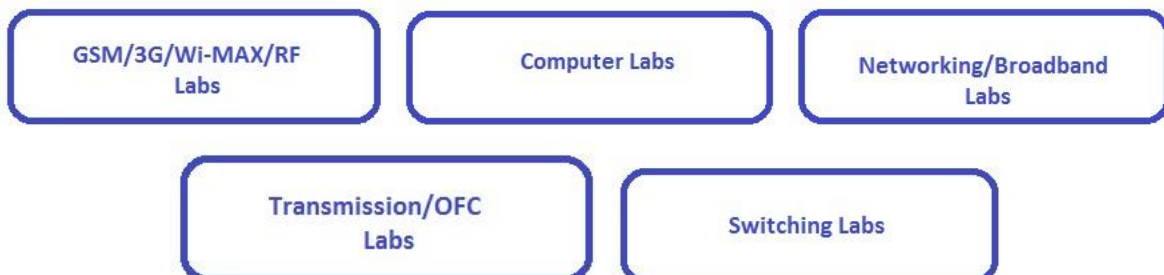 GSM/3G/Wi-MAX/RF
Labs
Computer Labs
Networking/Broadband
Labs
Transmission/OFC
Labs
Switching Labs